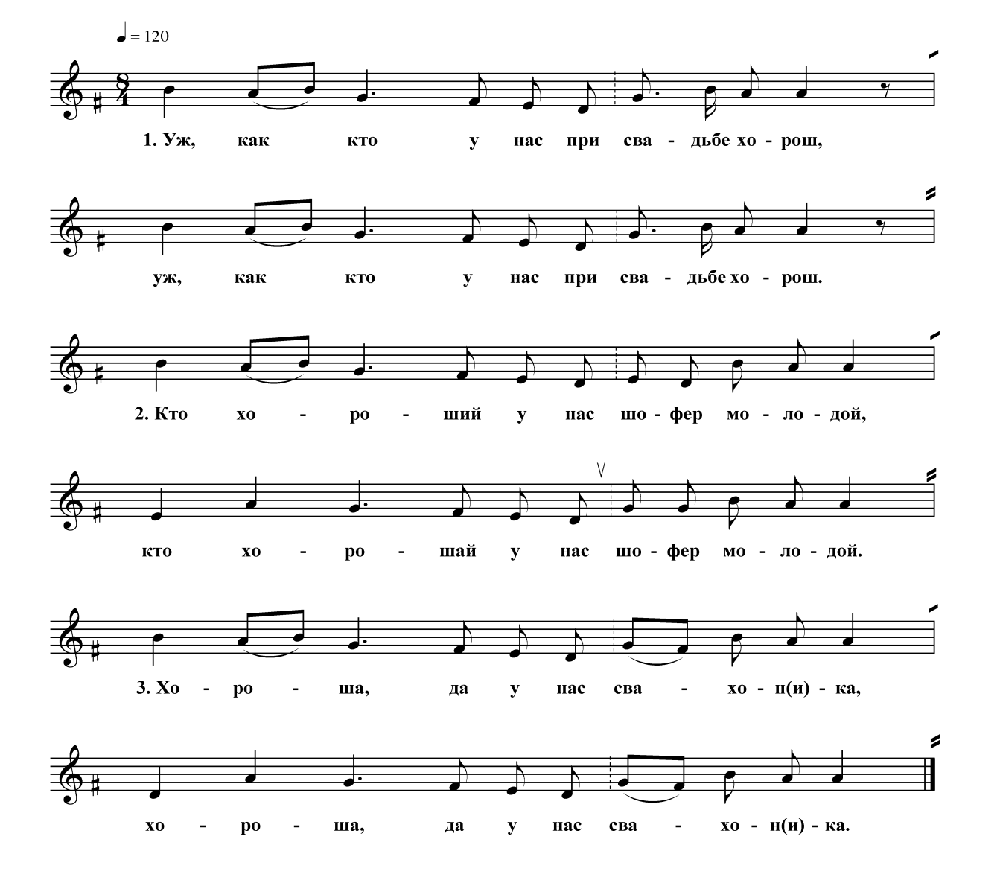 = 120
8
4
1. Уж, как кто у нас при сва - дьбе хо - рош,
уж, как кто у нас при сва - дьбе хо - рош.
2. Кто хо - ро - ший у нас шо - фер мо - ло - дой,
кто хо - ро - шай у нас шо - фер мо - ло - дой.
3. Хо - ро - ша, да у нас сва - хо - н(и) - ка,
хо - ро - ша, да у нас сва - хо - н(и) - ка.